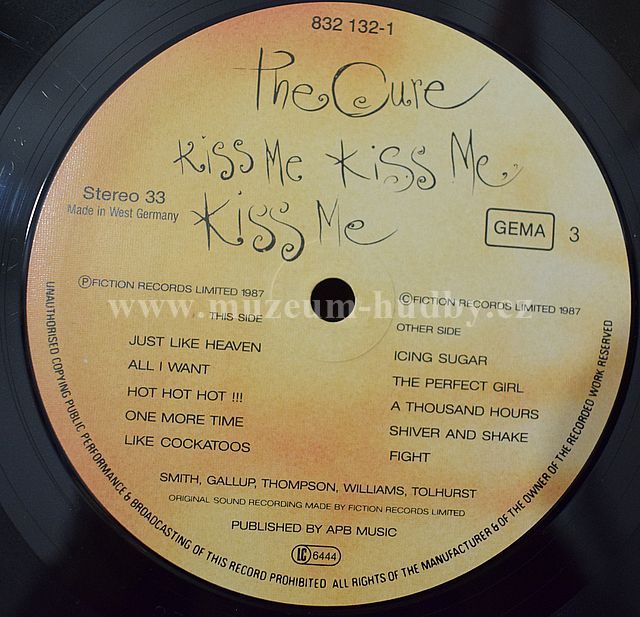 832 132-1
The Cure
Kiss Me Kiss Me
Kiss Me
Stereo 33
Made in West Germany
GEMA
3
℗FICTION RECORDS LIMITED 1987
THIS SIDE
JUST LIKE HEAVEN
ALL I WANT
HOT HOT HOT !!!
ONE MORE TIME
LIKE COCKATOOS
©FICTION RECORDS LIMITED 1987
OTHER SIDE
ICING SUGAR
THE PERFECT GIRL
A THOUSAND HOURS
SHIVER AND SHAKE
FIGHT
www.muzeum-hudby.cz
SMITH, GALLUP, THOMPSON, WILLIAMS, TOLHURST
ORIGINAL SOUND RECORDING MADE BY FICTION RECORDS LIMITED
PUBLISHED BY APB MUSIC
LC 6444
UNAUTHORISED COPYING PUBLIC PERFORMANCE & BROADCASTING OF THIS RECORD PROHIBITED ALL RIGHTS OF THE MANUFACTURER & OF THE OWNER OF THE RECORDED WORK RESERVED